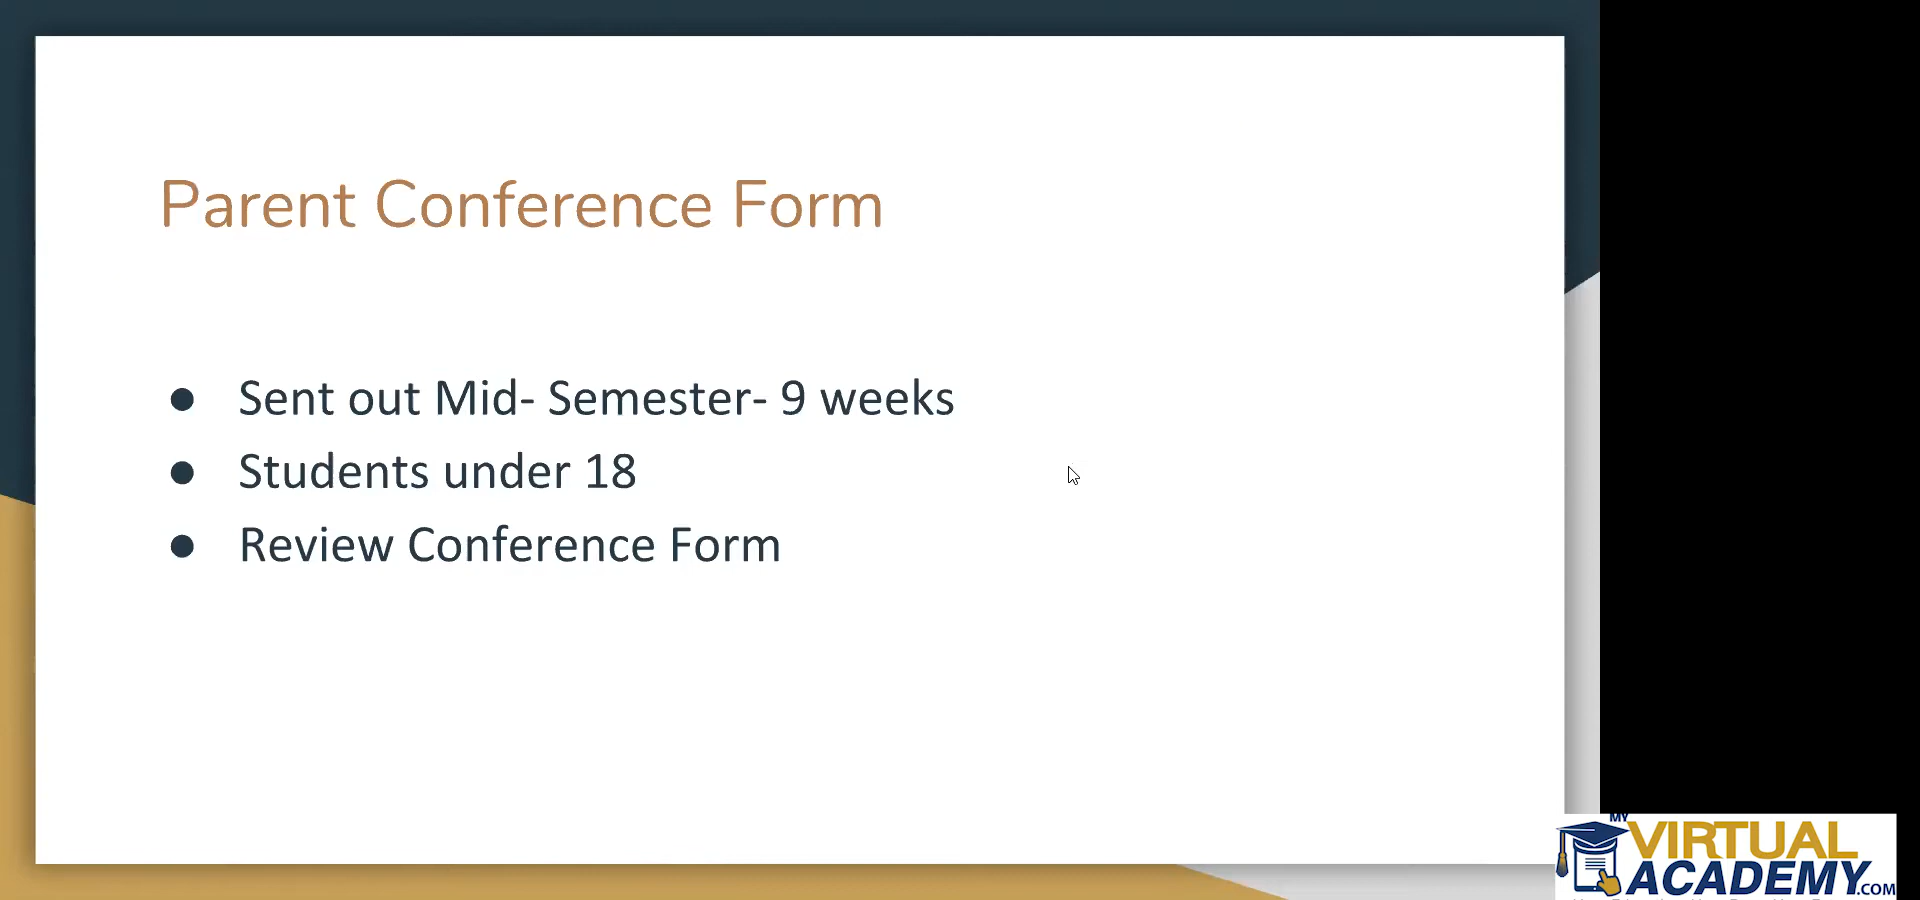 Parent Conference Form
● Sent out Mid- Semester- 9 weeks
● Students under 18
● Review Conference Form
MY
VIRTUAL
ACADEMY.COM